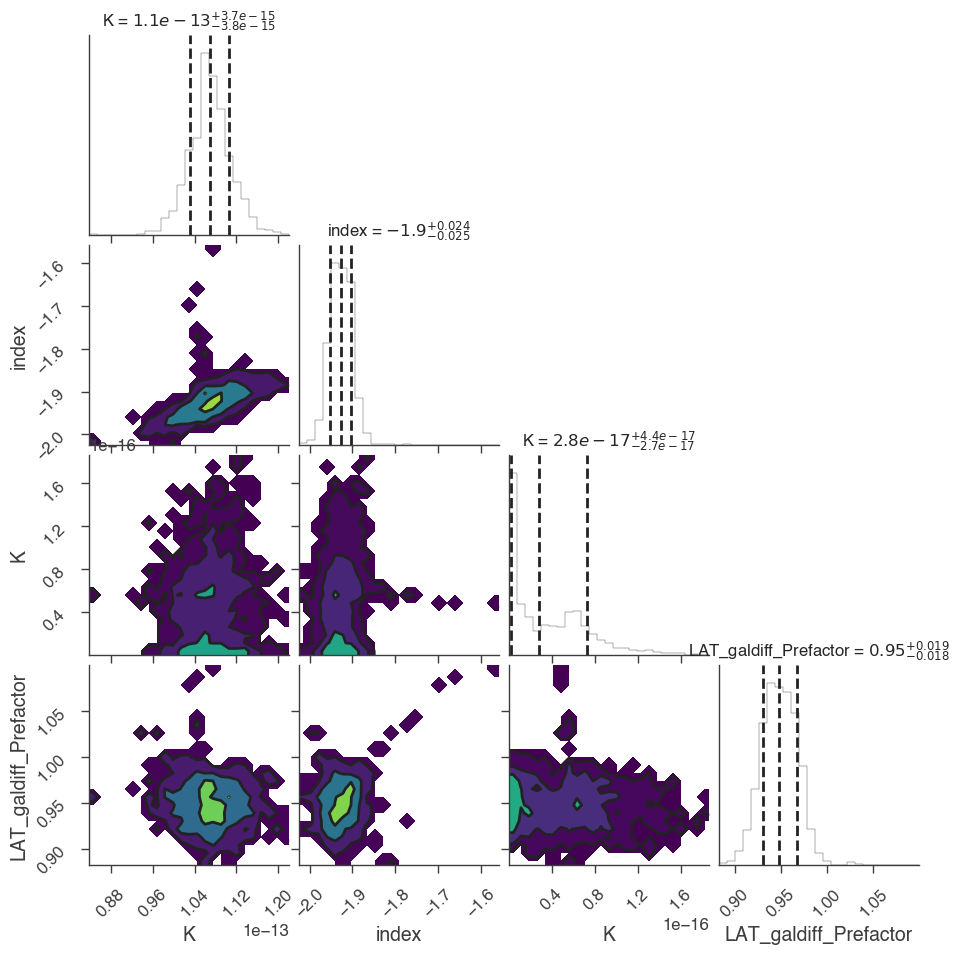 K = 1.1e−13 +3.7e−15 −3.8e−15
index = −1.9 +0.024 −0.025
−1.6
−1.7
−1.8
−1.9
−2.0
index
1e−16
K = 2.8e−17 +4.4e−17 −2.7e−17
1.6
1.2
0.8
0.4
K
LAT_galdiff_Prefactor = 0.95 +0.019 −0.018
1.05
1.00
0.95
0.90
LAT_galdiff_Prefactor
0.88 0.96 1.04 1.12 1.20 −2.0 −1.9 −1.8 −1.7 −1.6 0.4 0.8 1.2 1.6 0.90 0.95 1.00 1.05
1e−13 1e−16
K index K LAT_galdiff_Prefactor